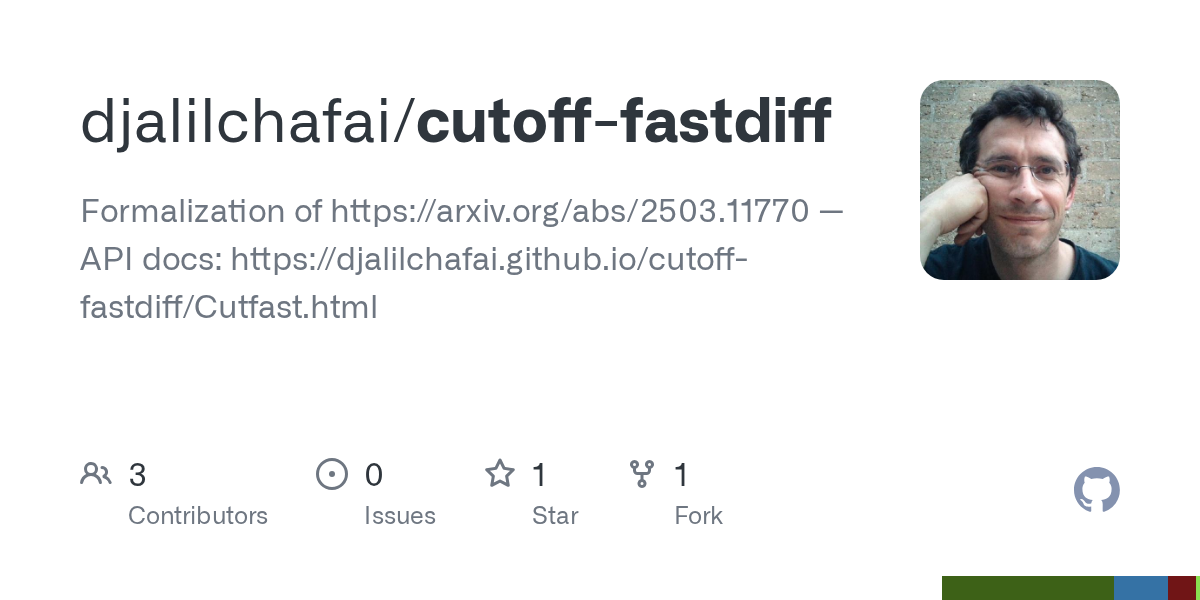 djalilchafai/cutoff-fastdiff
Formalization of https://arxiv.org/abs/2503.11770 —
API docs: https://djalilchafai.github.io/cutoff-
fastdiff/Cutfast.html
3 0 1 1
Contributors Issues Star Fork